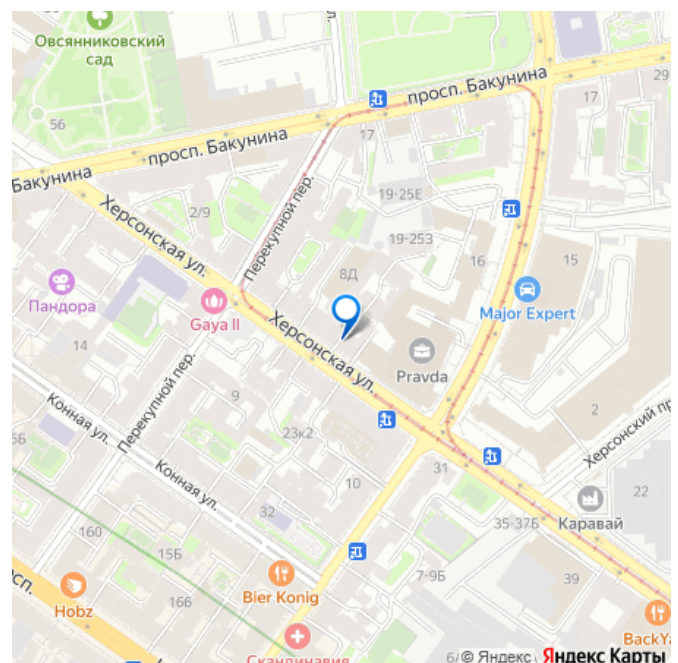 Овсянниковский
сад
29
просп. Бакунина
17
56
17
просп. Бакунина
Бакунина
19-25Е
2/9
Перекупной пер.
Херсонская ул.
19-253
8Д
16
15
Пандора
Gaya II
Major Expert
Херсонская ул.
14
Pravda
Перекупной пер.
9
2
Конная ул.
23к2
Херсонский пр
31
Конная ул.
10
22
32
35-37Б
Каравай
160
15Б
7-9Б
39
Hobz
166
Bier Konig
BackYa
Скандинавия
6/
© Яндекс Яндекс Карты